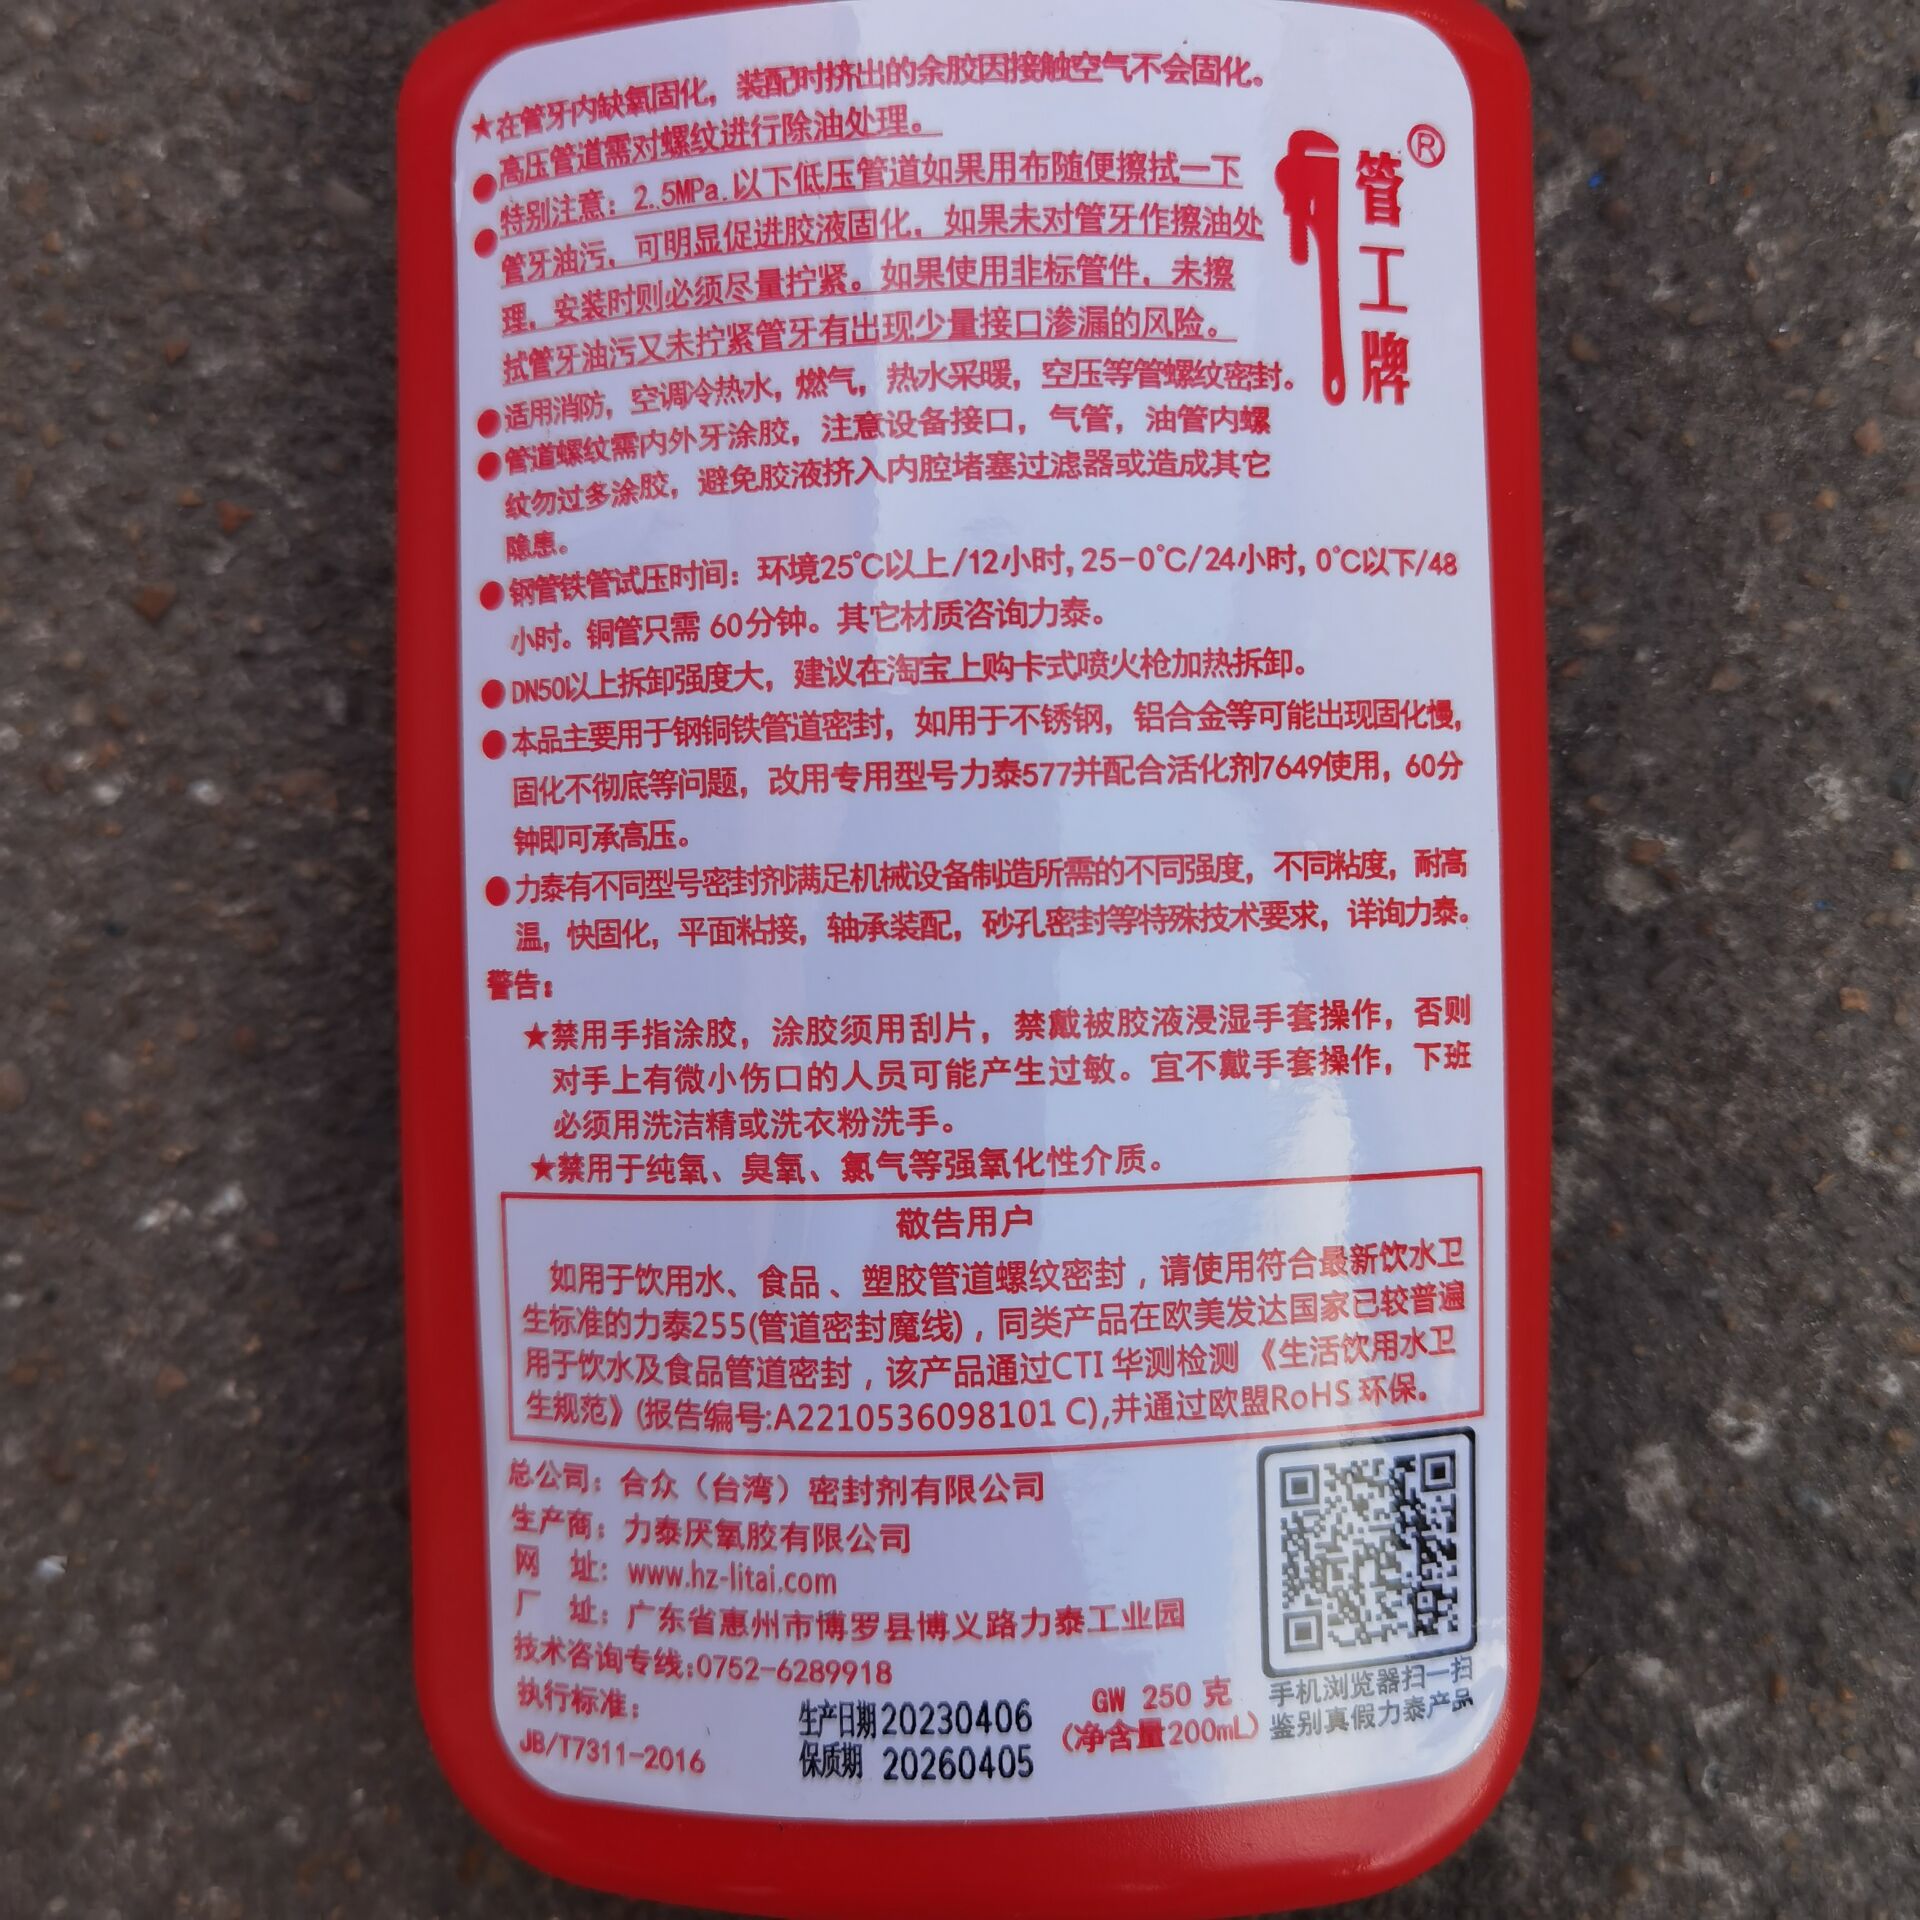 ★在管牙内缺氧固化，装配时挤出的余胶因接触空气不会固化。
●高压管道需对螺纹进行除油处理。
●特别注意：2.5MPa.以下低压管道如果用布随便擦拭一下
管牙油污，可明显促进胶液固化，如果未对管牙作擦油处
理，安装时则必须尽量拧紧。如果使用非标管件，未擦
拭管牙油污又未拧紧管牙有出现少量接口渗漏的风险。
●适用消防，空调冷热水，燃气，热水采暖，空压等管螺纹密封。
●管道螺纹需内外牙涂胶，注意设备接口，气管，油管内螺
纹勿过多涂胶，避免胶液挤入内腔堵塞过滤器或造成其它
隐患。
●钢管铁管试压时间：环境25℃以上/12小时，25-0℃/24小时，0℃以下/48
小时。铜管只需 60分钟。其它材质咨询力泰。
●DN50以上拆卸强度大，建议在淘宝上购卡式喷火枪加热拆卸。
●本品主要用于钢铜铁管道密封，如用于不锈钢，铝合金等可能出现固化慢，
固化不彻底等问题，改用专用型号力泰577并配合活化剂7649使用，60分
钟即可承高压。
●力泰有不同型号密封剂满足机械设备制造所需的不同强度，不同粘度，耐高
温，快固化，平面粘接，轴承装配，砂孔密封等特殊技术要求，详询力泰。
警告：
★禁用手指涂胶，涂胶须用刮片，禁戴被胶液浸湿手套操作，否则
对手上有微小伤口的人员可能产生过敏。宜不戴手套操作，下班
必须用洗洁精或洗衣粉洗手。
★禁用于纯氧、臭氧、氯气等强氧化性介质。
敬告用户
如用于饮用水、食品、塑胶管道螺纹密封，请使用符合最新饮水卫
生标准的力泰255(管道密封魔线)，同类产品在欧美发达国家已较普遍
用于饮水及食品管道密封，该产品通过CTI 华测检测《生活饮用水卫
生规范》(报告编号:A2210536098101 C),并通过欧盟RoHS 环保。
总公司：合众（台湾）密封剂有限公司
生产商：力泰厌氧胶有限公司
网　址：www.hz-litai.com
厂　址：广东省惠州市博罗县博义路力泰工业园
技术咨询专线:0752-6289918
执行标准：
JB/T7311-2016
生产日期 20230406
保质期 20260405
GW 250 克
(净含量200mL)
手机浏览器扫一扫
鉴别真假力泰产品
管工牌®